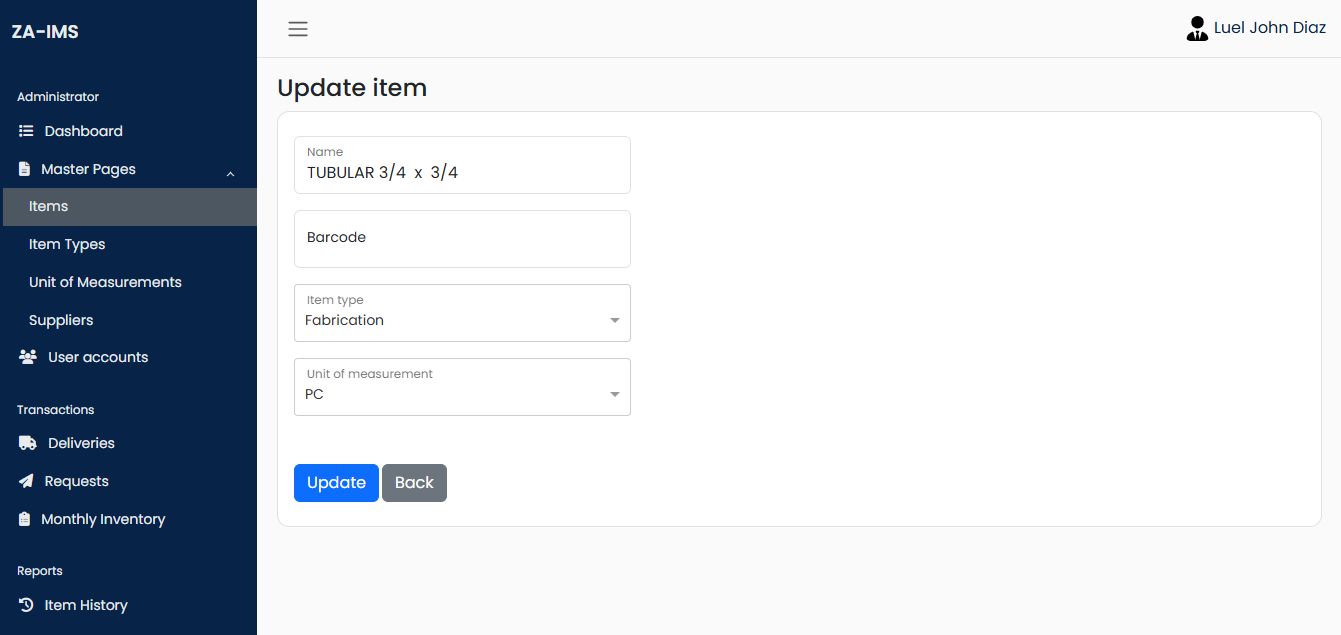 ZA-IMS
Luel John Diaz
Administrator
Dashboard
Master Pages
Items
Item Types
Unit of Measurements
Suppliers
User accounts
Transactions
Deliveries
Requests
Monthly Inventory
Reports
Item History
Update item
Name
TUBULAR 3/4 x 3/4
Barcode
Item type
Fabrication
Unit of measurement
PC
Update Back